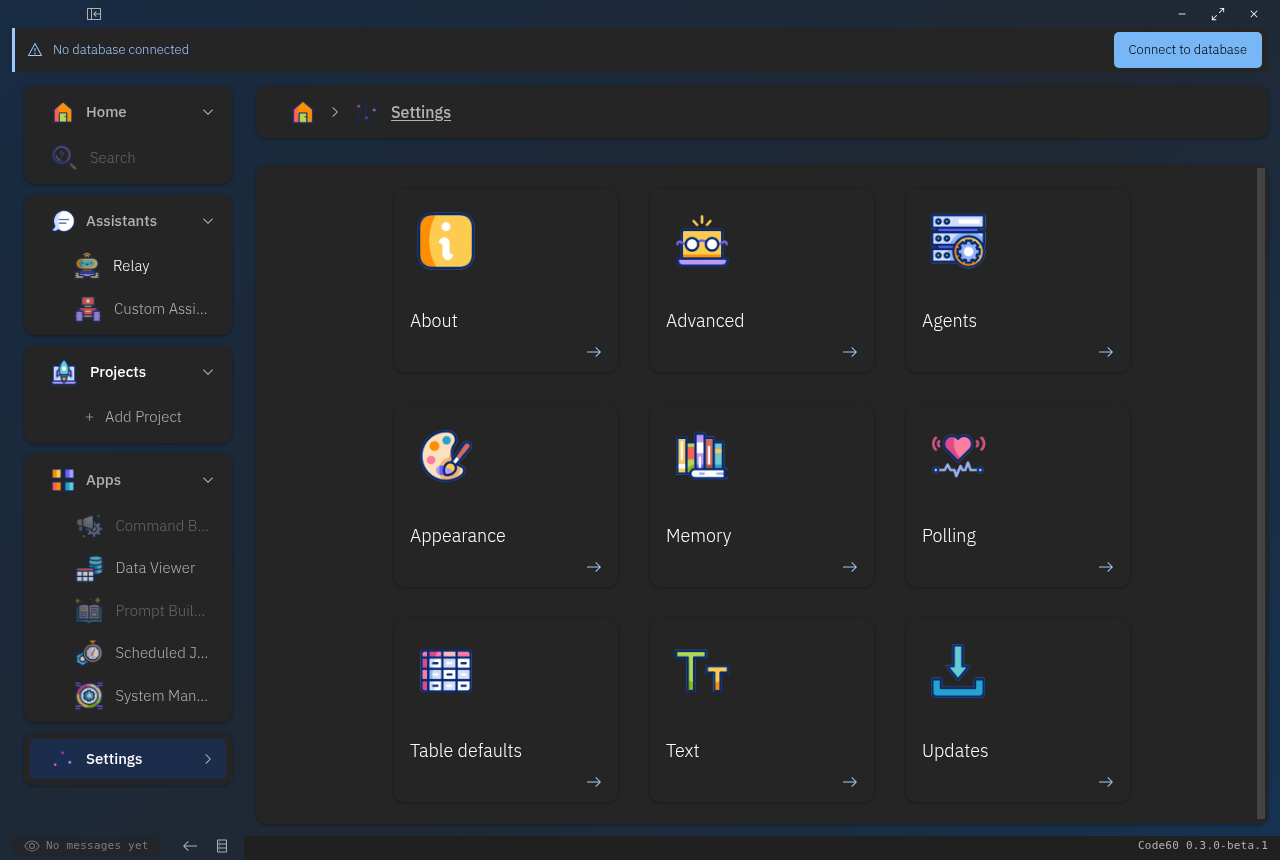 No database connected
Connect to database
Home
Search
Assistants
Relay
Custom Assi...
Projects
+ Add Project
Apps
Command B...
Data Viewer
Prompt Buil...
Scheduled J...
System Man...
Settings
Settings
About
Advanced
Agents
Appearance
Memory
Polling
Table defaults
Text
Updates
No messages yet
Code60 0.3.0-beta.1